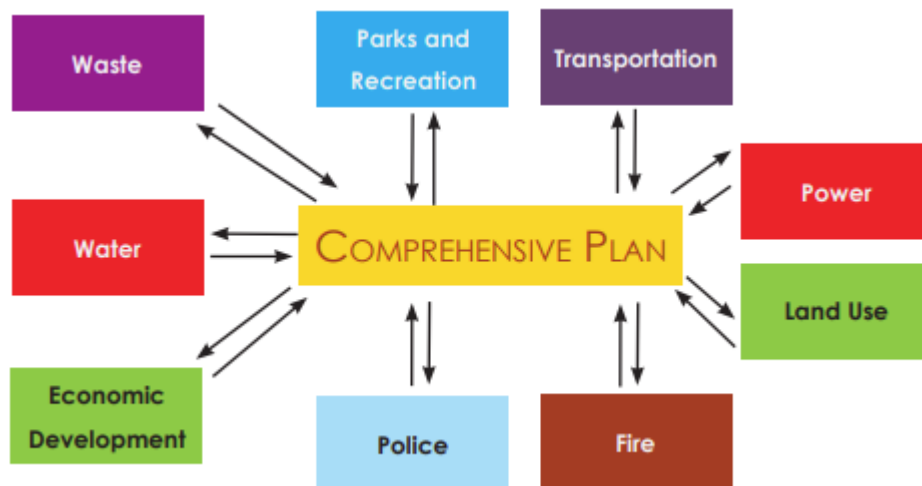 Waste
Parks and
Recreation
Transportation
Power
Water
COMPREHENSIVE PLAN
Land Use
Economic
Development
Police
Fire